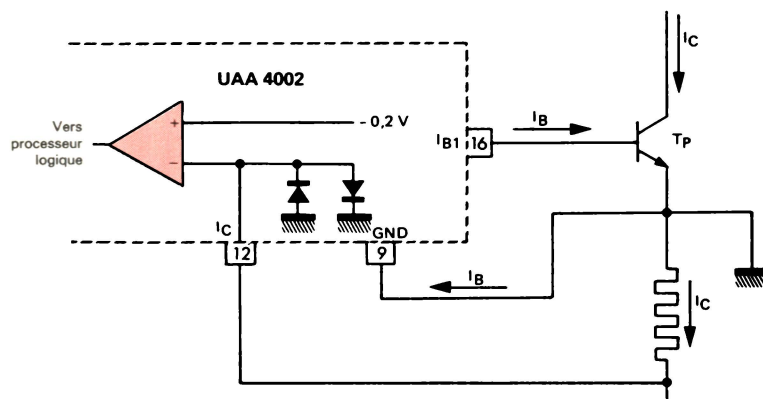 I_C
UAA 4002
Vers
processeur
logique
+
- 0,2 V
−
I_B1
16
I_B
T_P
I_C
12
GND
9
I_B
I_C